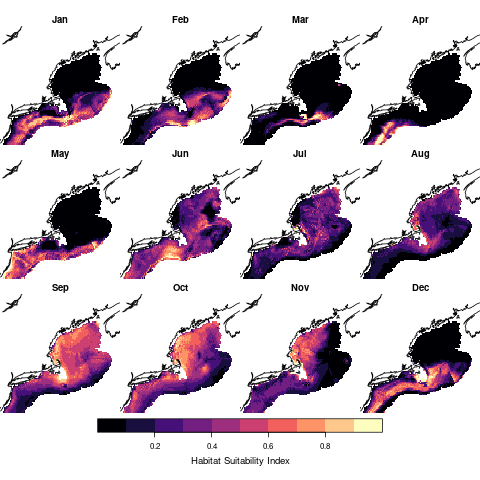 Jan Feb Mar Apr
May Jun Jul Aug
Sep Oct Nov Dec
0.2 0.4 0.6 0.8
Habitat Suitability Index